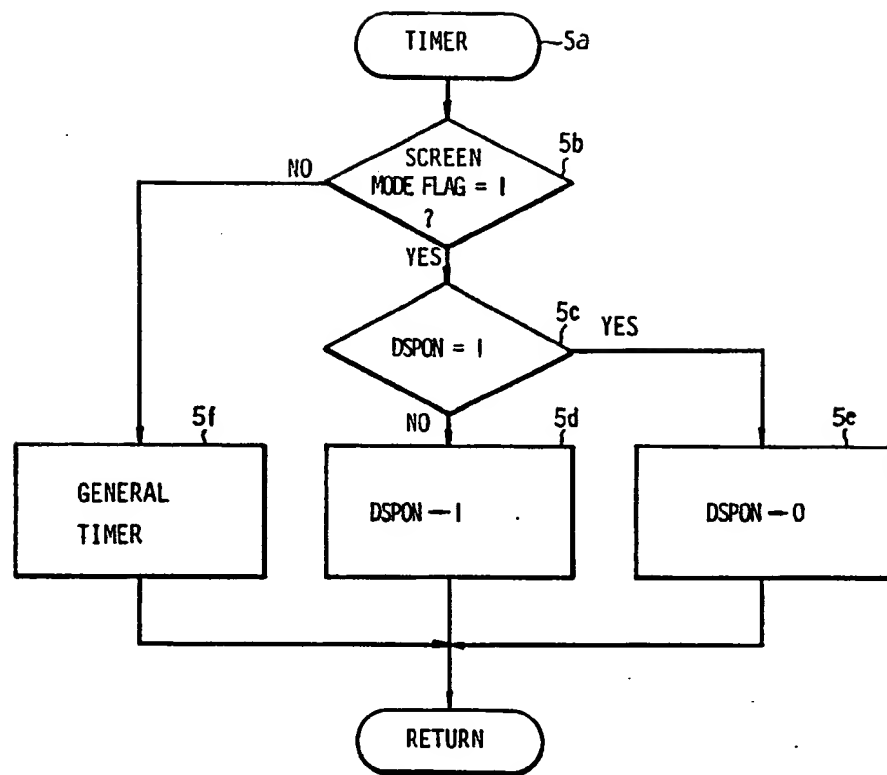 TIMER
5a
SCREEN
MODE FLAG = 1
?
5b
NO
YES
DSPON = 1
5c
YES
NO
5f
GENERAL
TIMER
5d
DSPON — 1
5e
DSPON — 0
RETURN